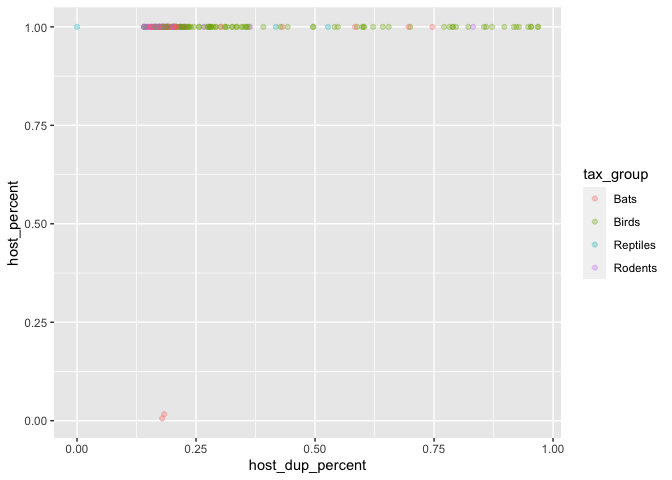 1.00
0.75
0.50
0.25
0.00
host_percent
0.00 0.25 0.50 0.75 1.00
host_dup_percent
tax_group
Bats
Birds
Reptiles
Rodents